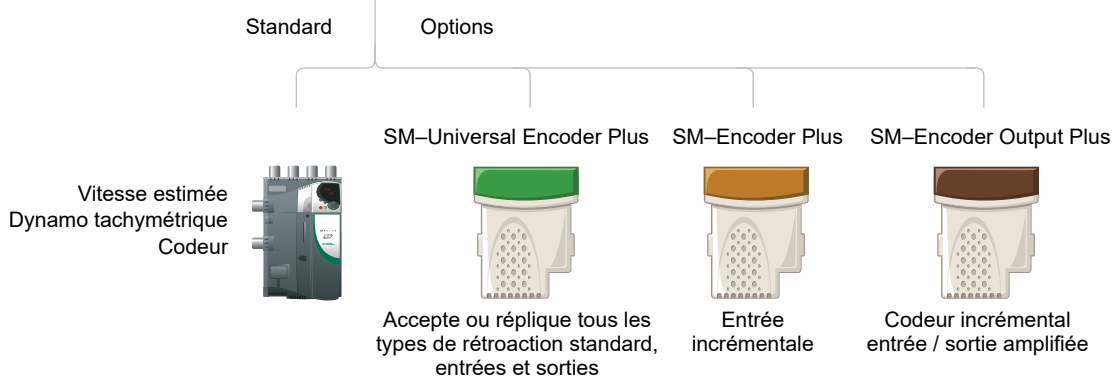 Standard
Options
SM–Universal Encoder Plus
SM–Encoder Plus
SM–Encoder Output Plus
Vitesse estimée
Dynamo tachymétrique
Codeur
Accepte ou réplique tous les
types de rétroaction standard,
entrées et sorties
Entrée
incrémentale
Codeur incrémental
entrée / sortie amplifiée